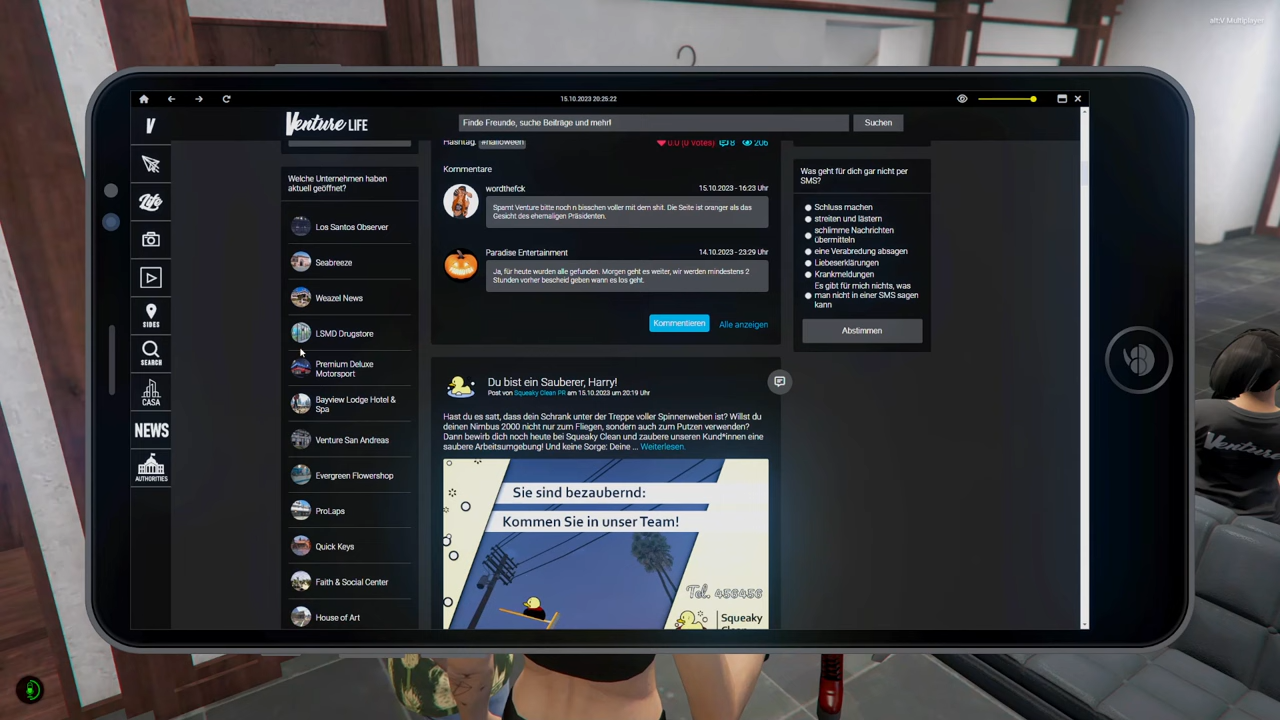 alt:V Multiplayer
15.10.2023 20:25:22
V
Venture LIFE
Finde Freunde, suche Beiträge und mehr!
Suchen
Life
SIDES
SEARCH
CASA
NEWS
AUTHORITIES
Welche Unternehmen haben
aktuell geöffnet?
Los Santos Observer
Seabreeze
Weazel News
LSMD Drugstore
Premium Deluxe
Motorsport
Bayview Lodge Hotel &
Spa
Venture San Andreas
Evergreen Flowershop
ProLaps
Quick Keys
Faith & Social Center
House of Art
Hashtag: #halloween
0.0 (0 Votes) 8 206
Kommentare
wordthefck
15.10.2023 - 16:23 Uhr
Spamt Venture bitte noch n bisschen voller mit dem shit. Die Seite ist oranger als das
Gesicht des ehemaligen Präsidenten.
Paradise Entertainment
14.10.2023 - 23:29 Uhr
Ja, für heute wurden alle gefunden. Morgen geht es weiter, wir werden mindestens 2
Stunden vorher bescheid geben wann es los geht.
Kommentieren
Alle anzeigen
Du bist ein Sauberer, Harry!
Post von Squeaky Clean PR am 15.10.2023 um 20:19 Uhr
Hast du es satt, dass dein Schrank unter der Treppe voller Spinnenweben ist? Willst du
deinen Nimbus 2000 nicht nur zum Fliegen, sondern auch zum Putzen verwenden?
Dann bewirb dich noch heute bei Squeaky Clean und zaubere unseren Kund*innen eine
saubere Arbeitsumgebung! Und keine Sorge: Deine ... Weiterlesen.
Sie sind bezaubernd:
Kommen Sie in unser Team!
Tel. 456456
Squeaky
Clean
Was geht für dich gar nicht per
SMS?
Schluss machen
streiten und lästern
schlimme Nachrichten
übermitteln
eine Verabredung absagen
Liebeserklärungen
Krankmeldungen
Es gibt für mich nichts, was
man nicht in einer SMS sagen
kann
Abstimmen
Venture